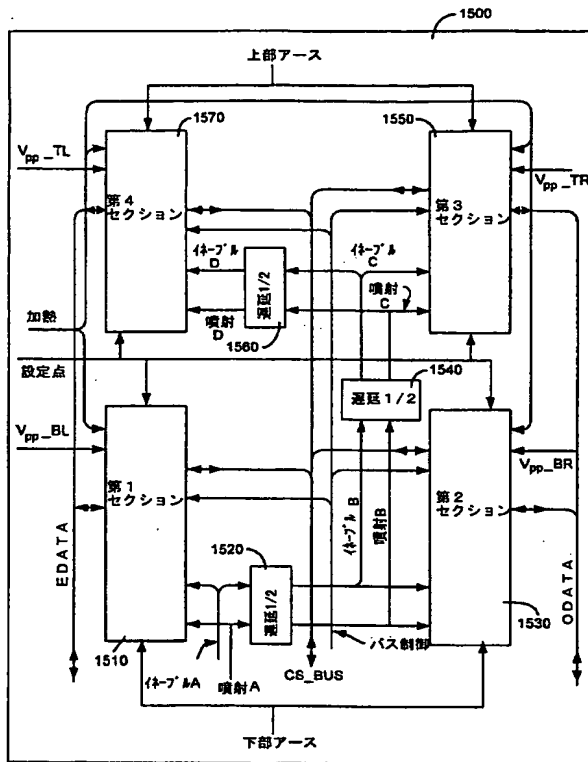 1500
上部アース
1570
1550
Vpp_TL
Vpp_TR
第4
セクション
第3
セクション
イネーブル
D
イネーブル
C
噴射
C
遅延1/2
噴射
D
1560
加熱
設定点
1540
遅延1/2
Vpp_BL
Vpp_BR
第1
セクション
第2
セクション
イネーブル B
噴射B
1520
遅延1/2
EDATA
ODATA
1510
1530
イネーブルA
噴射A
CS_BUS
バス制御
下部アース